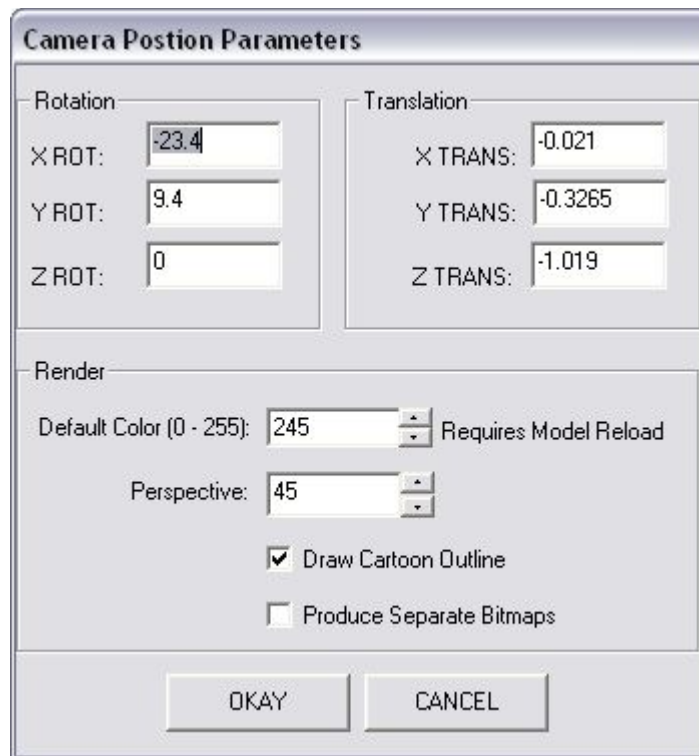 Camera Postion Parameters
Rotation
X ROT: -23.4
Y ROT: 9.4
Z ROT: 0
Translation
X TRANS: -0.021
Y TRANS: -0.3265
Z TRANS: -1.019
Render
Default Color (0 - 255): 245 Requires Model Reload
Perspective: 45
Draw Cartoon Outline
Produce Separate Bitmaps
OKAY CANCEL